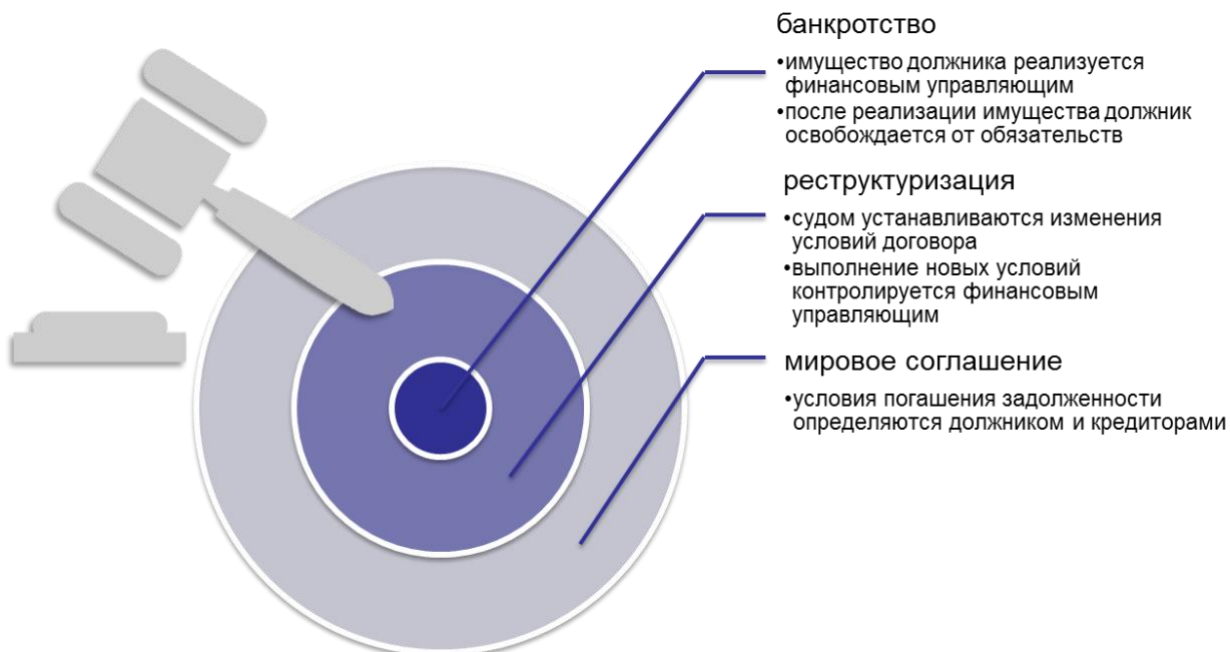 банкротство
•имущество должника реализуется
финансовым управляющим
•после реализации имущества должник
освобождается от обязательств
реструктуризация
•судом устанавливаются изменения
условий договора
•выполнение новых условий
контролируется финансовым
управляющим
мировое соглашение
•условия погашения задолженности
определяются должником и кредиторами